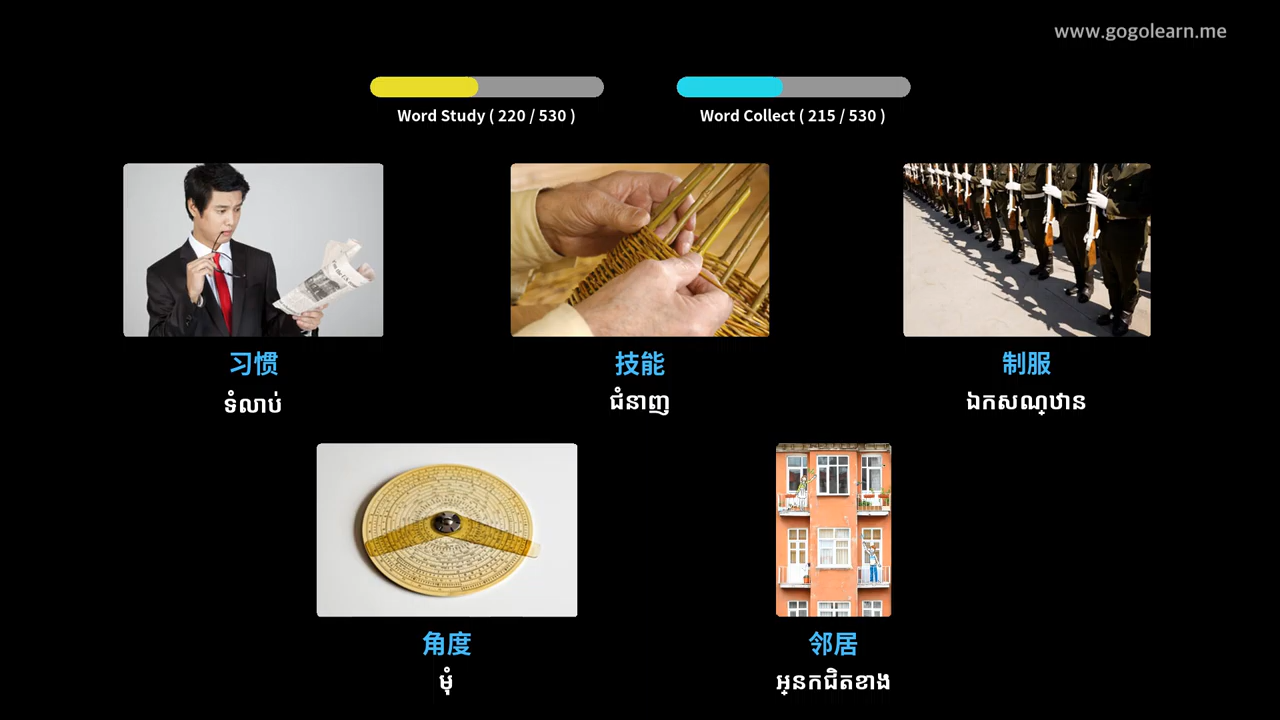 www.gogolearn.me
Word Study ( 220 / 530 )
Word Collect ( 215 / 530 )
习惯
ទំលាប់
技能
ជំនាញ
制服
ឯកសណ្ឋាន
角度
មុំ
邻居
អ្នកជិតខាង